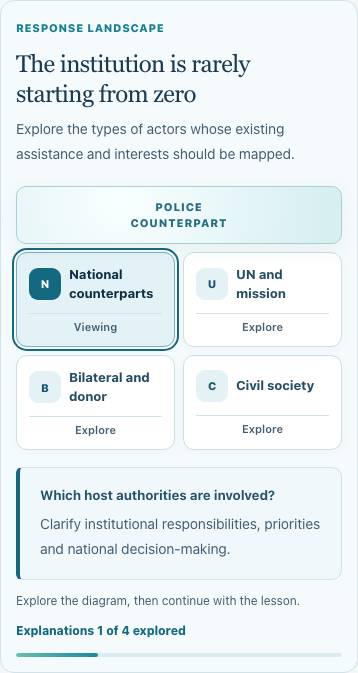 RESPONSE LANDSCAPE
The institution is rarely
starting from zero
Explore the types of actors whose existing
assistance and interests should be mapped.
POLICE
COUNTERPART
N
National
counterparts
Viewing
U
UN and
mission
Explore
B
Bilateral and
donor
Explore
C
Civil society
Explore
Which host authorities are involved?
Clarify institutional responsibilities, priorities
and national decision-making.
Explore the diagram, then continue with the lesson.
Explanations 1 of 4 explored